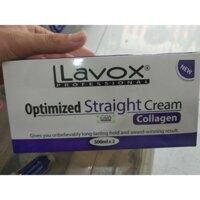 Lavox®
PROFESSIONAL
NEW
Optimized Straight Cream
Collagen
Gives you unbelievably long-lasting hold and award-winning result.
500ml x 2